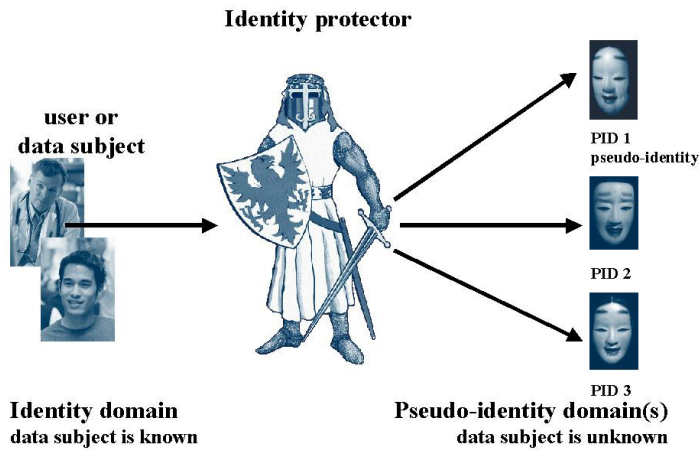 Identity protector
user or
data subject
PID 1
pseudo-identity
PID 2
PID 3
Identity domain
data subject is known
Pseudo-identity domain(s)
data subject is unknown